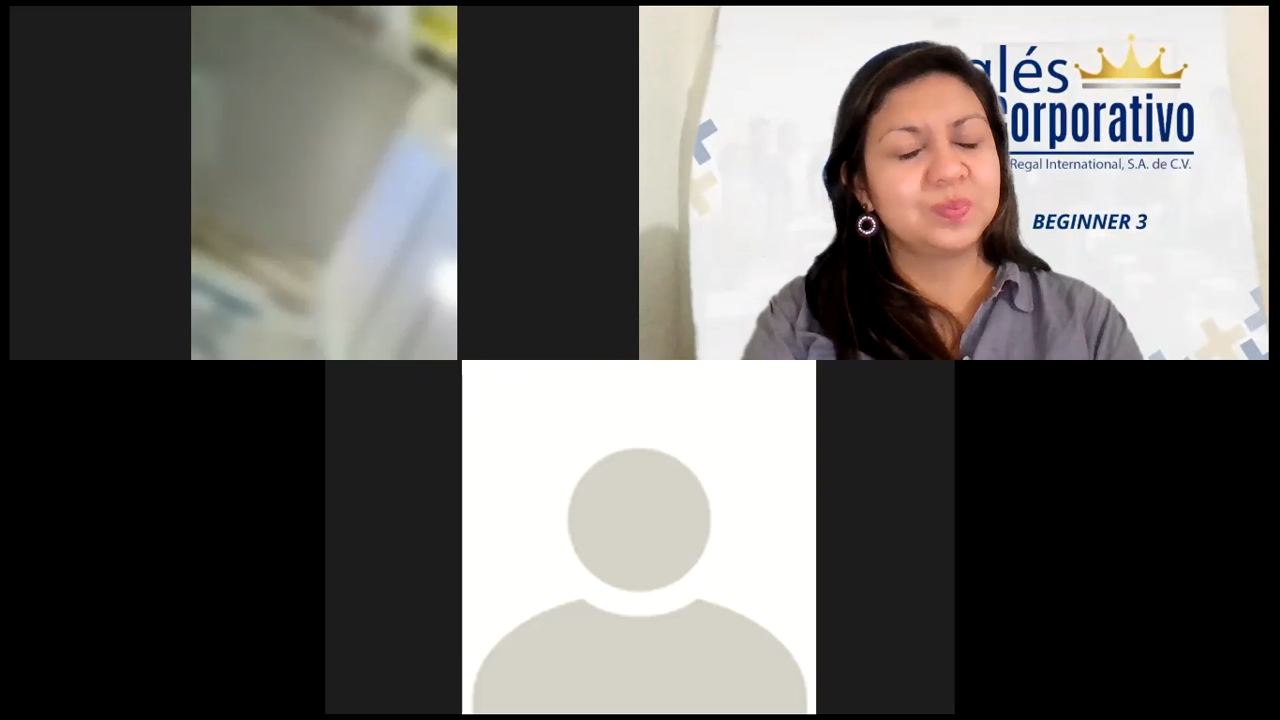 glés
Corporativo
Regal International, S.A. de C.V.
BEGINNER 3